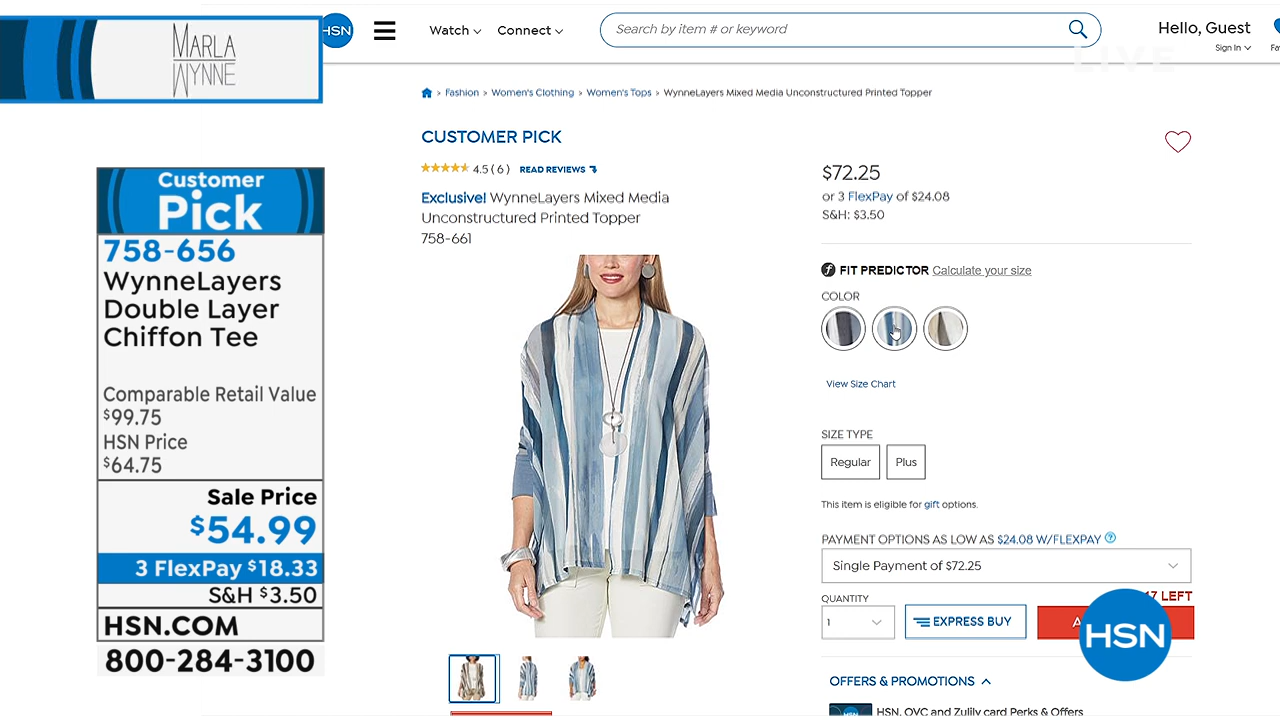 MARLA
WYNNE
Customer
Pick
758-656
WynneLayers
Double Layer
Chiffon Tee
Comparable Retail Value
$99.75
HSN Price
$64.75
Sale Price
$54.99
3 FlexPay $18.33
S&H $3.50
HSN.COM
800-284-3100
HSN
Watch
Connect
Search by item # or keyword
Hello, Guest
Sign In
LIVE
Fashion > Women's Clothing > Women's Tops > WynneLayers Mixed Media Unconstructured Printed Topper
CUSTOMER PICK
4.5 ( 6 ) READ REVIEWS
Exclusive! WynneLayers Mixed Media
Unconstructured Printed Topper
758-661
$72.25
or 3 FlexPay of $24.08
S&H: $3.50
FIT PREDICTOR Calculate your size
COLOR
View Size Chart
SIZE TYPE
Regular
Plus
This item is eligible for gift options.
PAYMENT OPTIONS AS LOW AS $24.08 W/FLEXPAY ?
Single Payment of $72.25
QUANTITY
1
EXPRESS BUY
LEFT
HSN
OFFERS & PROMOTIONS
HSN, QVC and Zulily card Perks & Offers